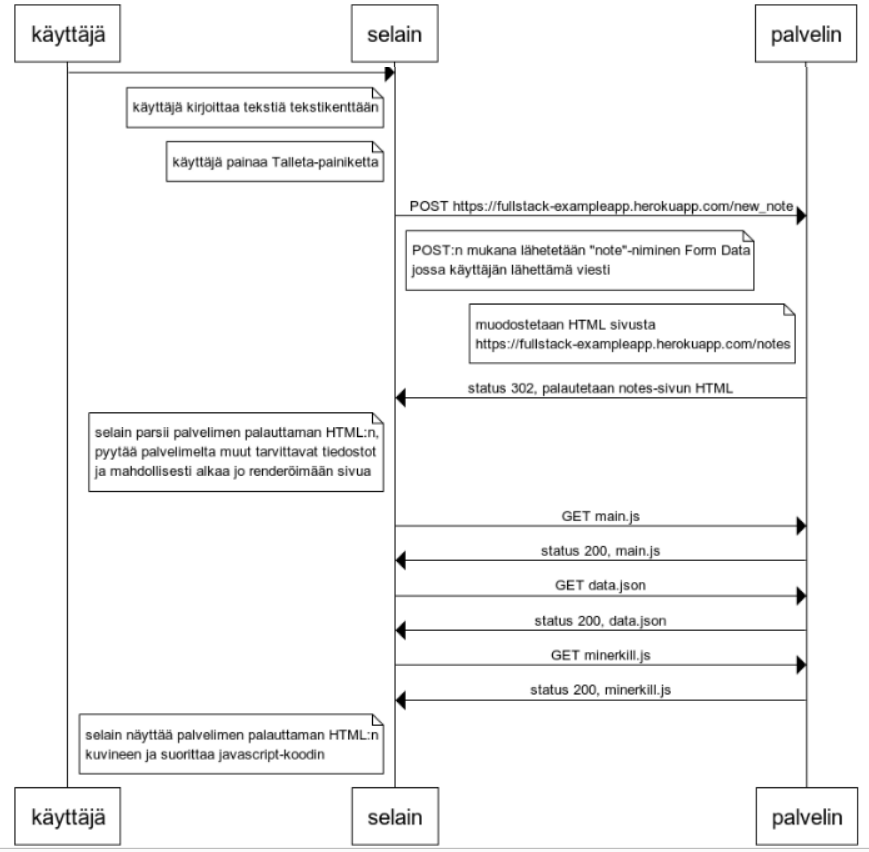 käyttäjä
selain
palvelin
käyttäjä kirjoittaa tekstiä tekstikenttään
käyttäjä painaa Talleta-painiketta
POST https://fullstack-exampleapp.herokuapp.com/new_note
POST:n mukana lähetetään "note"-niminen Form Data
jossa käyttäjän lähettämä viesti
muodostetaan HTML sivusta
https://fullstack-exampleapp.herokuapp.com/notes
status 302, palautetaan notes-sivun HTML
selain parsii palvelimen palauttaman HTML:n,
pyytää palvelimelta muut tarvittavat tiedostot
ja mahdollisesti alkaa jo renderöimään sivua
GET main.js
status 200, main.js
GET data.json
status 200, data.json
GET minerkill.js
status 200, minerkill.js
selain näyttää palvelimen palauttaman HTML:n
kuvineen ja suorittaa javascript-koodin
käyttäjä
selain
palvelin